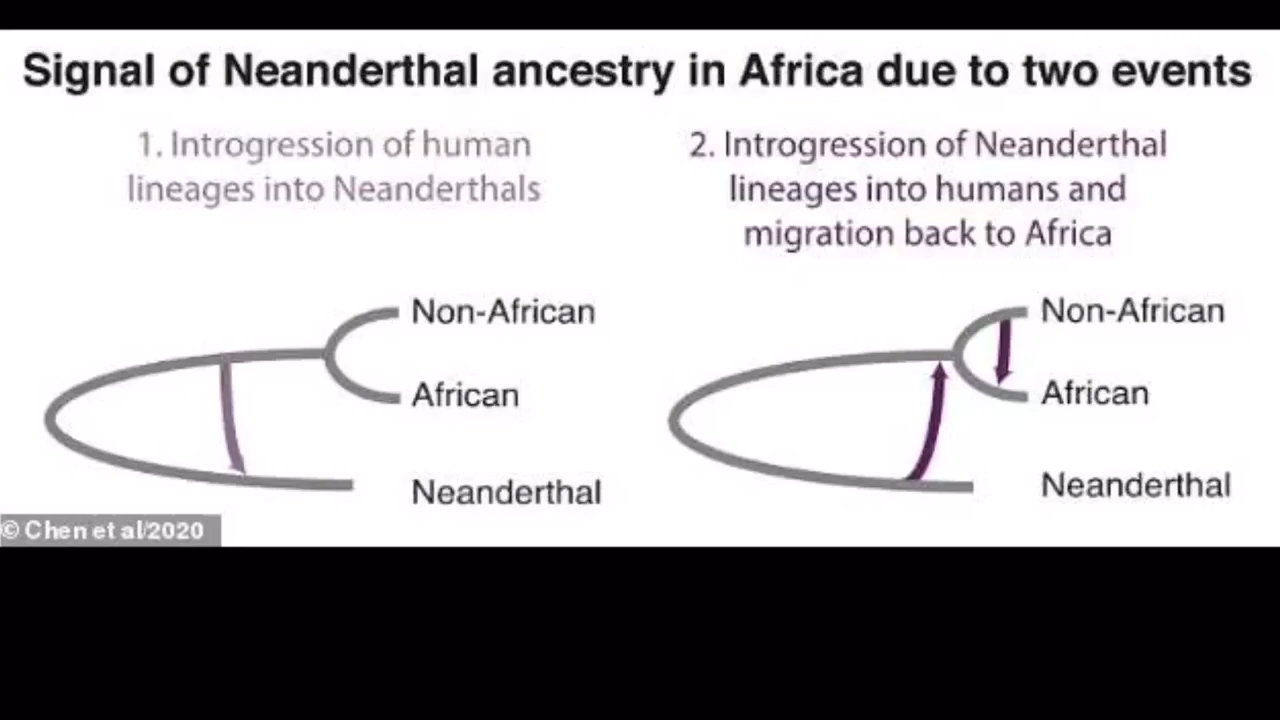 Signal of Neanderthal ancestry in Africa due to two events
1. Introgression of human
lineages into Neanderthals
2. Introgression of Neanderthal
lineages into humans and
migration back to Africa
Non-African
African
Neanderthal
Non-African
African
Neanderthal
© Chen et al/2020